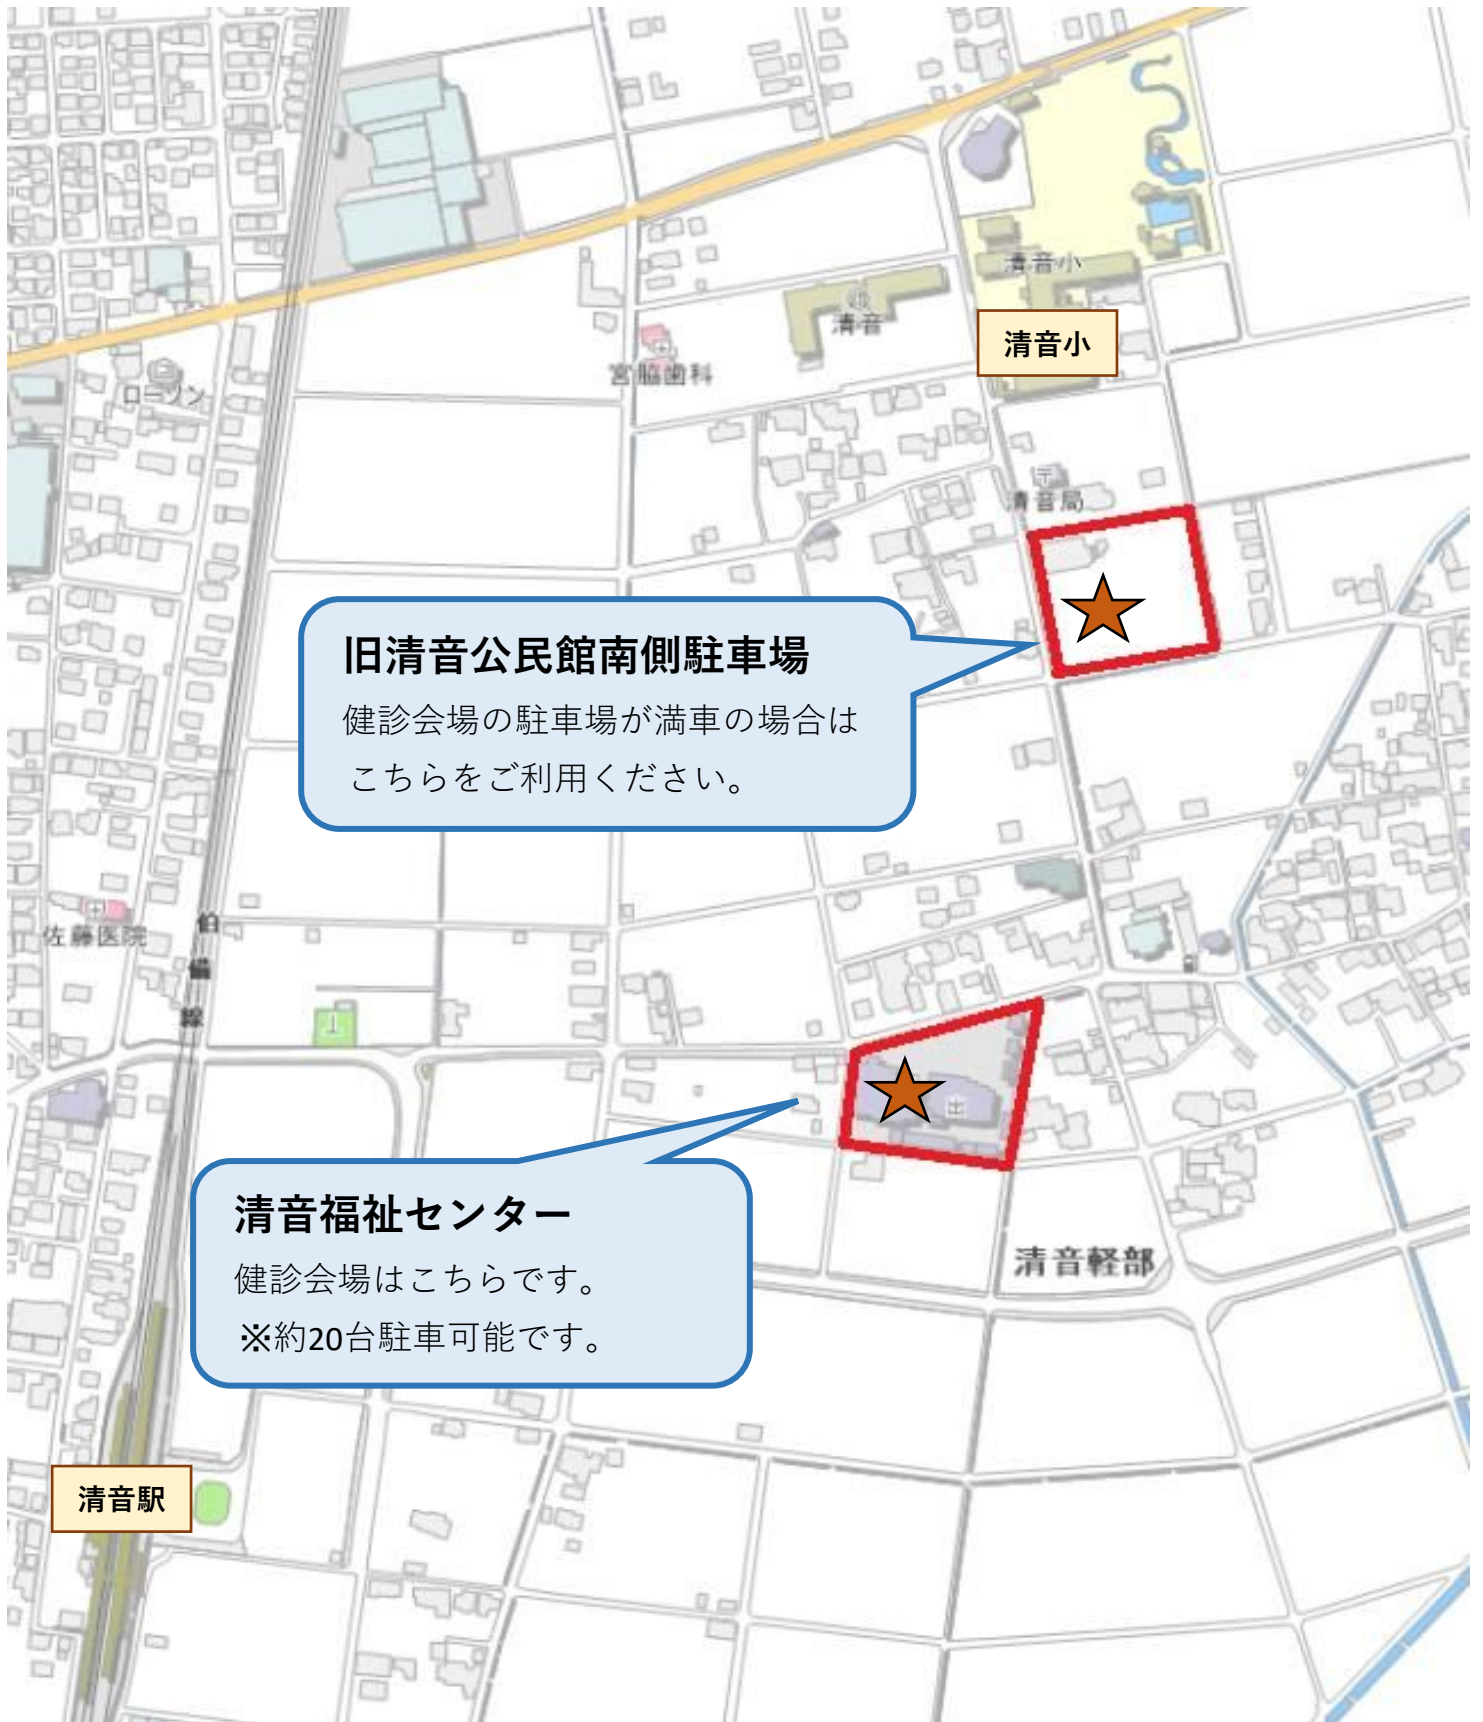 清音小
清音
清音小
宮脇歯科
ローソン
〒
清音局
旧清音公民館南側駐車場
健診会場の駐車場が満車の場合は
こちらをご利用ください。
佐藤医院
伯
備
線
清音福祉センター
健診会場はこちらです。
※約20台駐車可能です。
清音軽部
清音駅